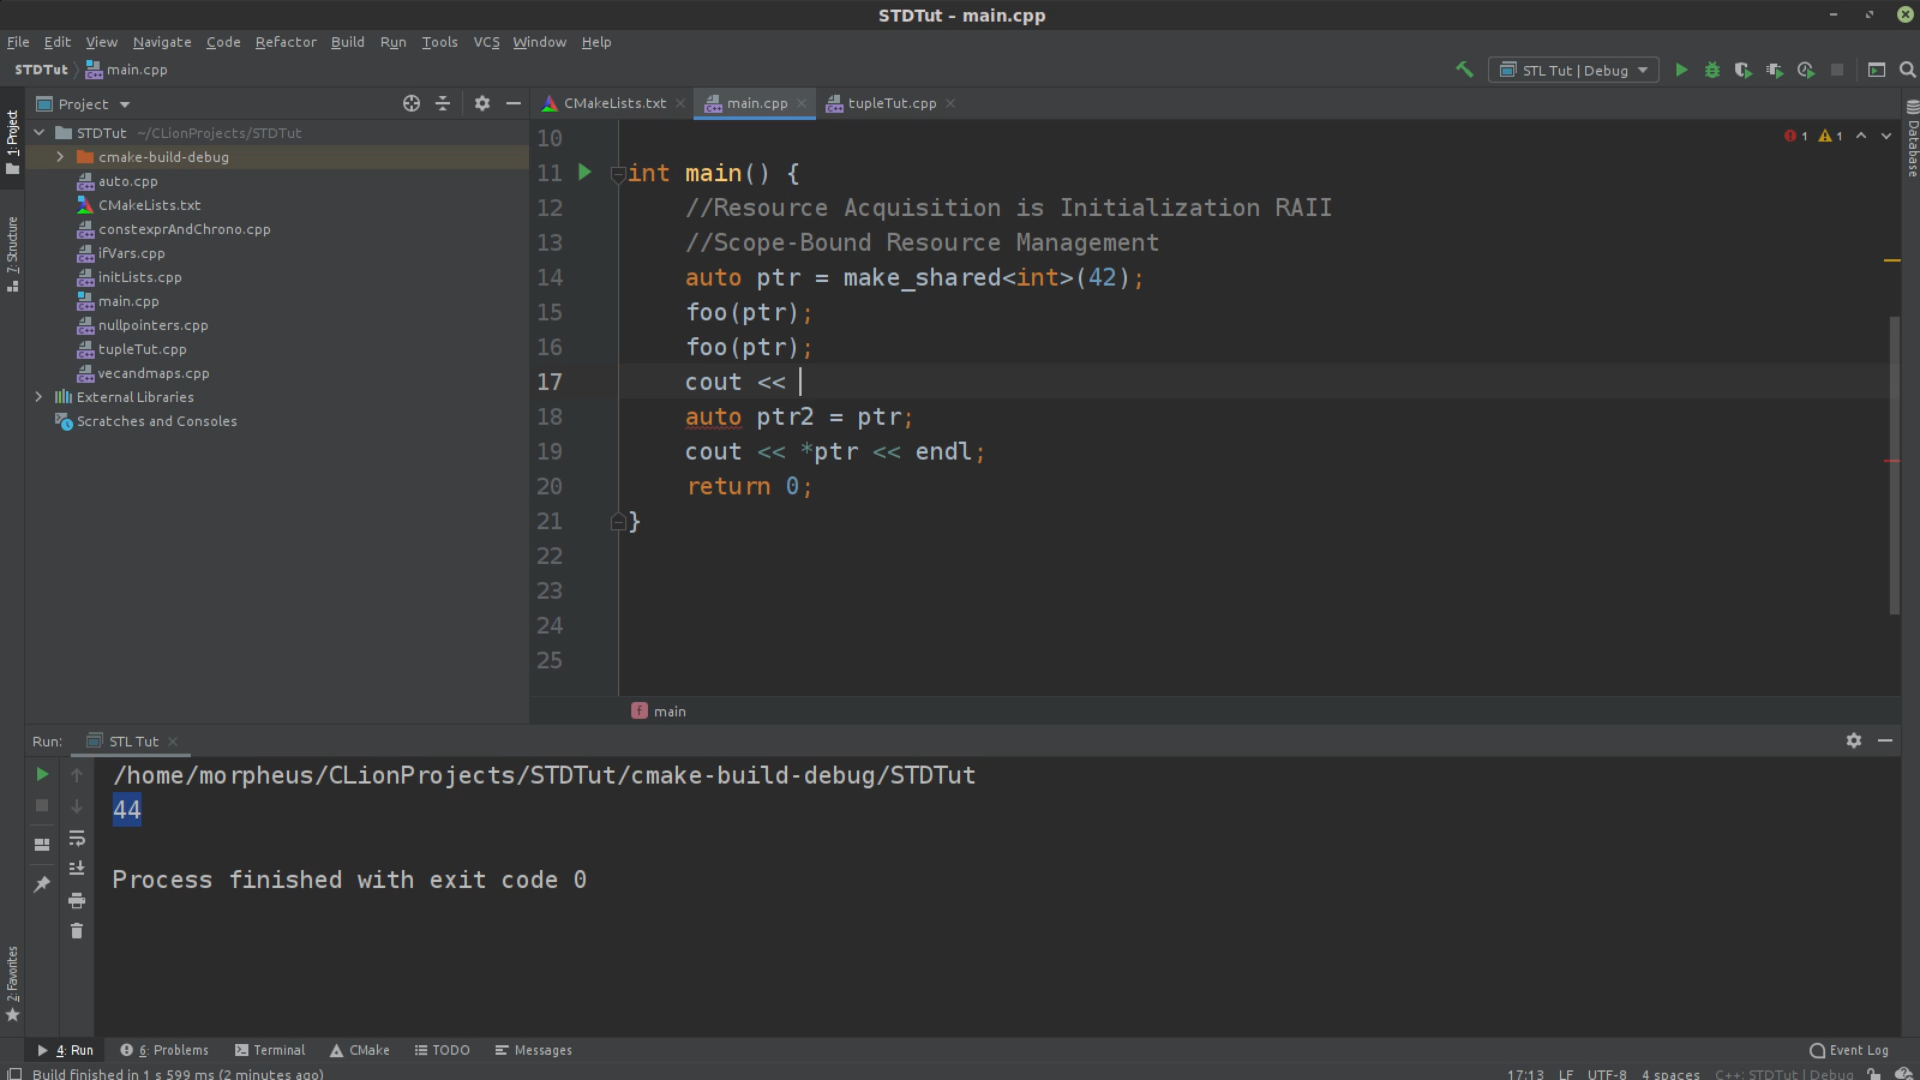 STDTut – main.cpp
File Edit View Navigate Code Refactor Build Run Tools VCS Window Help
STDTut main.cpp
STL Tut | Debug
1: Project
Project
CMakeLists.txt main.cpp tupleTut.cpp
Database
STDTut ~/CLionProjects/STDTut
cmake-build-debug
auto.cpp
CMakeLists.txt
constexprAndChrono.cpp
ifVars.cpp
initLists.cpp
main.cpp
nullpointers.cpp
tupleTut.cpp
vecandmaps.cpp
External Libraries
Scratches and Consoles
7: Structure
1 1
10
11 int main() {
12 //Resource Acquisition is Initialization RAII
13 //Scope-Bound Resource Management
14 auto ptr = make_shared<int>(42);
15 foo(ptr);
16 foo(ptr);
17 cout <<
18 auto ptr2 = ptr;
19 cout << *ptr << endl;
20 return 0;
21 }
22
23
24
25
f main
Run: STL Tut
/home/morpheus/CLionProjects/STDTut/cmake-build-debug/STDTut
44
Process finished with exit code 0
2: Favorites
4: Run 6: Problems Terminal CMake TODO Messages Event Log
Build finished in 1 s 599 ms (2 minutes ago) 17:13 LF UTF-8 4 spaces C++: STDTut | Debug